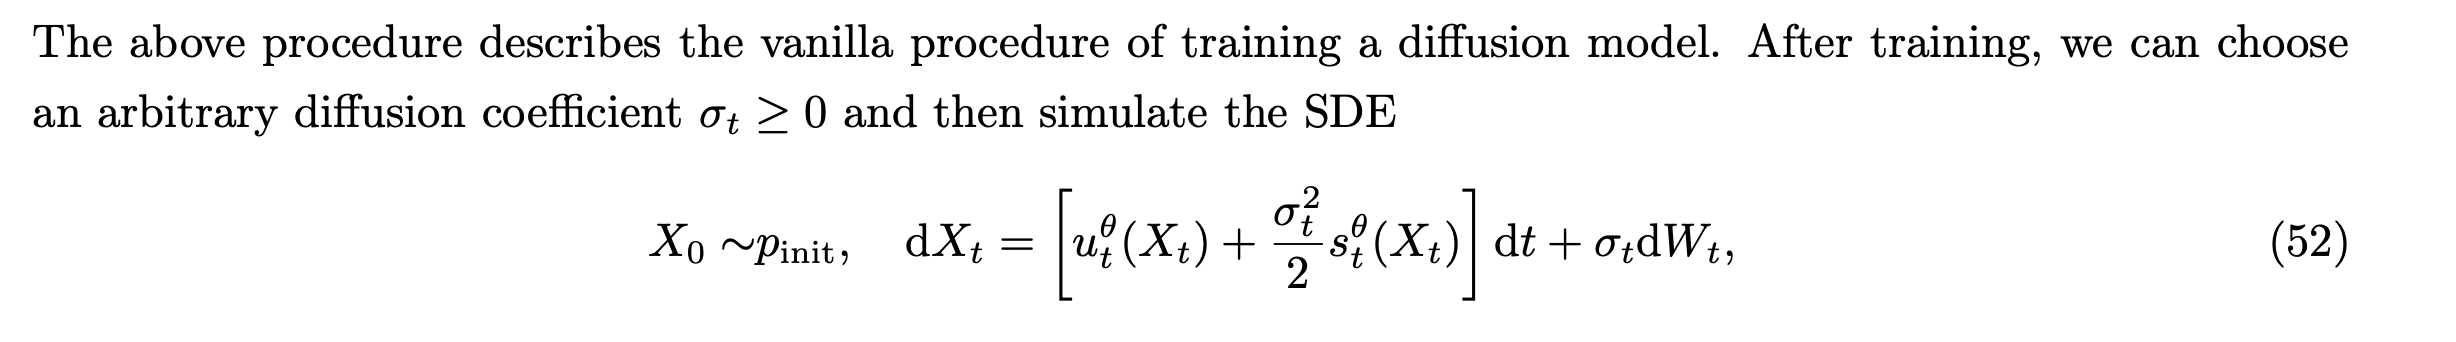 The above procedure describes the vanilla procedure of training a diffusion model. After training, we can choose
an arbitrary diffusion coefficient σ_t ≥ 0 and then simulate the SDE
X_0 ∼ p_init, dX_t = [u_t^θ(X_t) + \frac{σ_t^2}{2} s_t^θ(X_t)] dt + σ_t dW_t, (52)